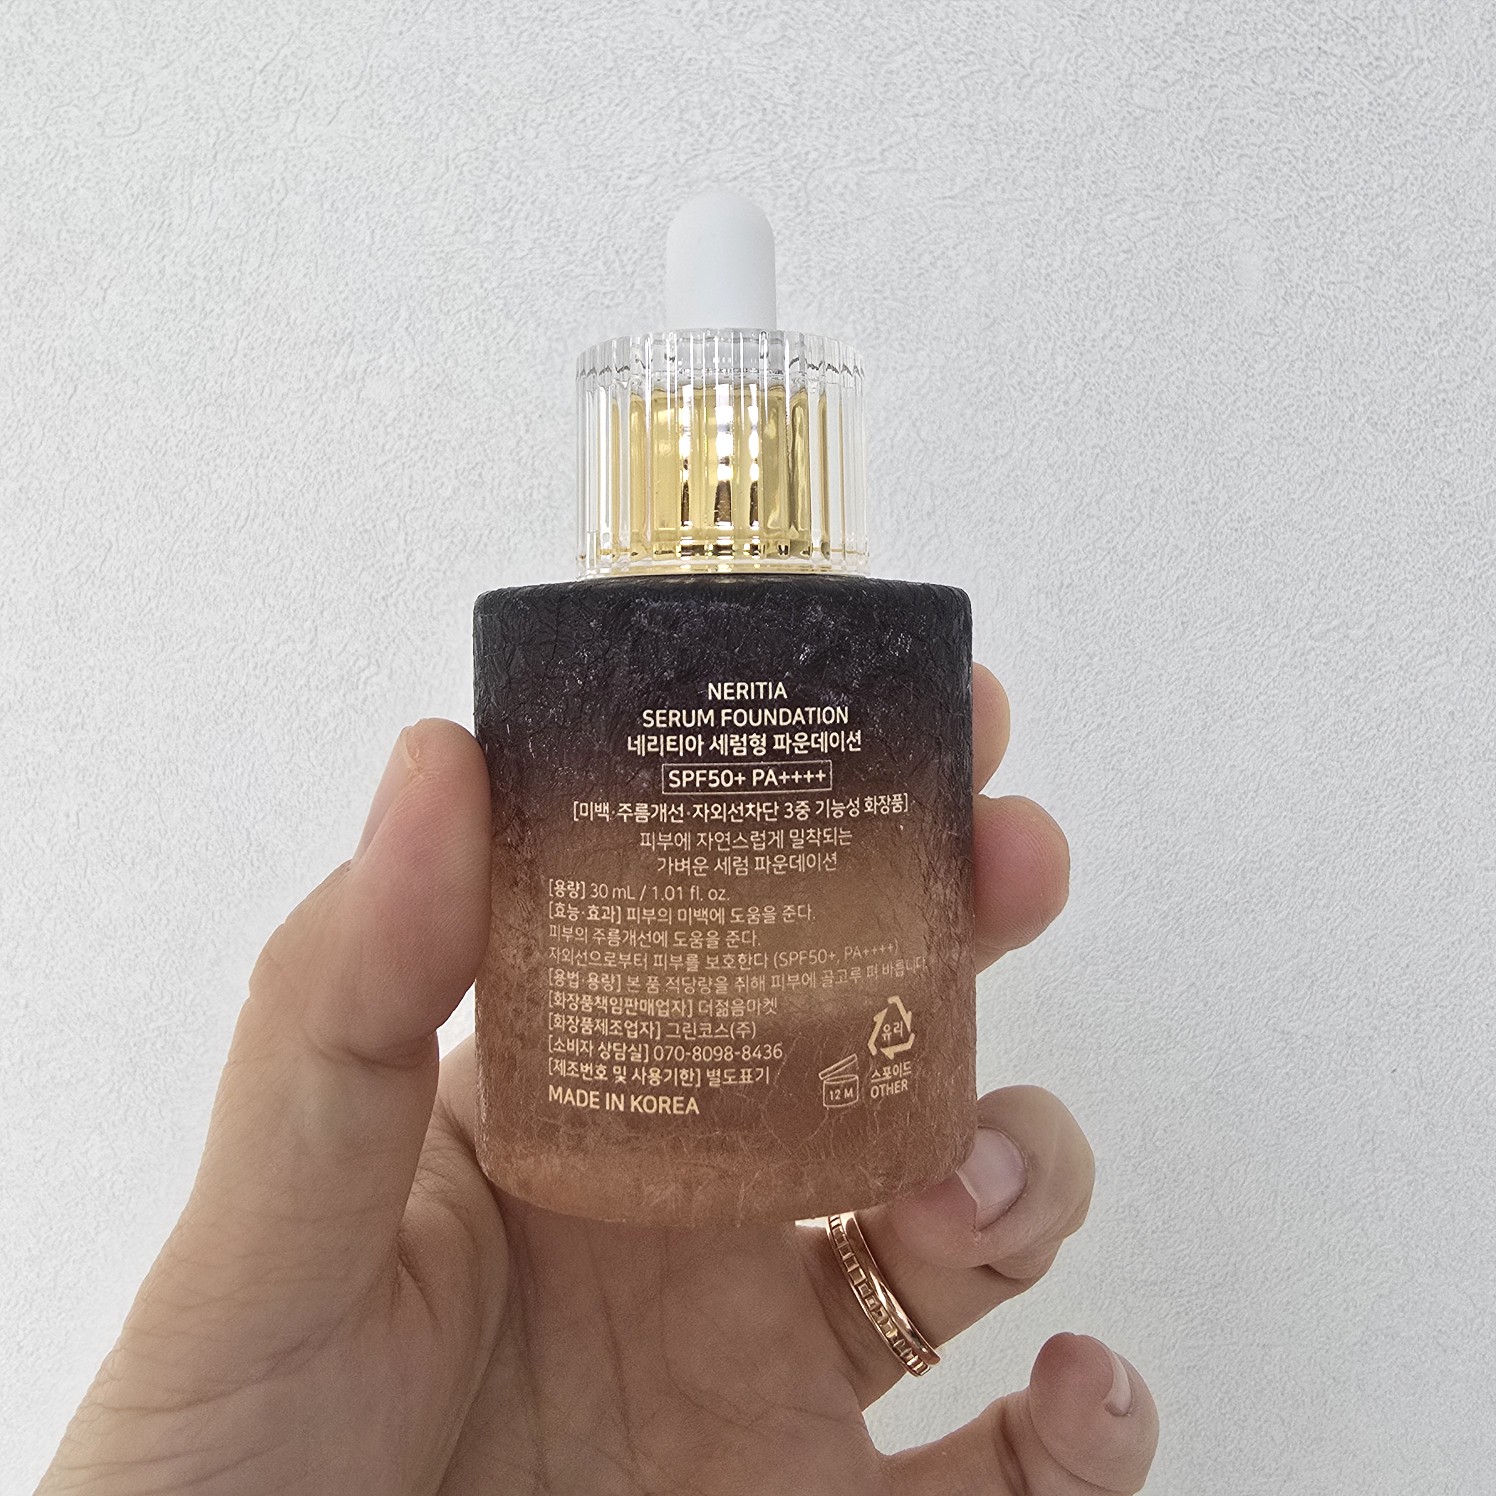 NERITIA
SERUM FOUNDATION
네리티아 세럼형 파운데이션
SPF50+ PA++++
[미백·주름개선·자외선차단 3중 기능성 화장품]
피부에 자연스럽게 밀착되는
가벼운 세럼 파운데이션
[용량] 30 mL / 1.01 fl. oz.
[효능·효과] 피부의 미백에 도움을 준다.
피부의 주름개선에 도움을 준다.
자외선으로부터 피부를 보호한다 (SPF50+, PA++++)
[용법·용량] 본 품 적당량을 취해 피부에 골고루 펴 바릅니다.
[화장품책임판매업자] 더젊음마켓
[화장품제조업자] 그린코스(주)
[소비자 상담실] 070-8098-8436
[제조번호 및 사용기한] 별도표기
MADE IN KOREA
12 M
유리
스포이드
OTHER